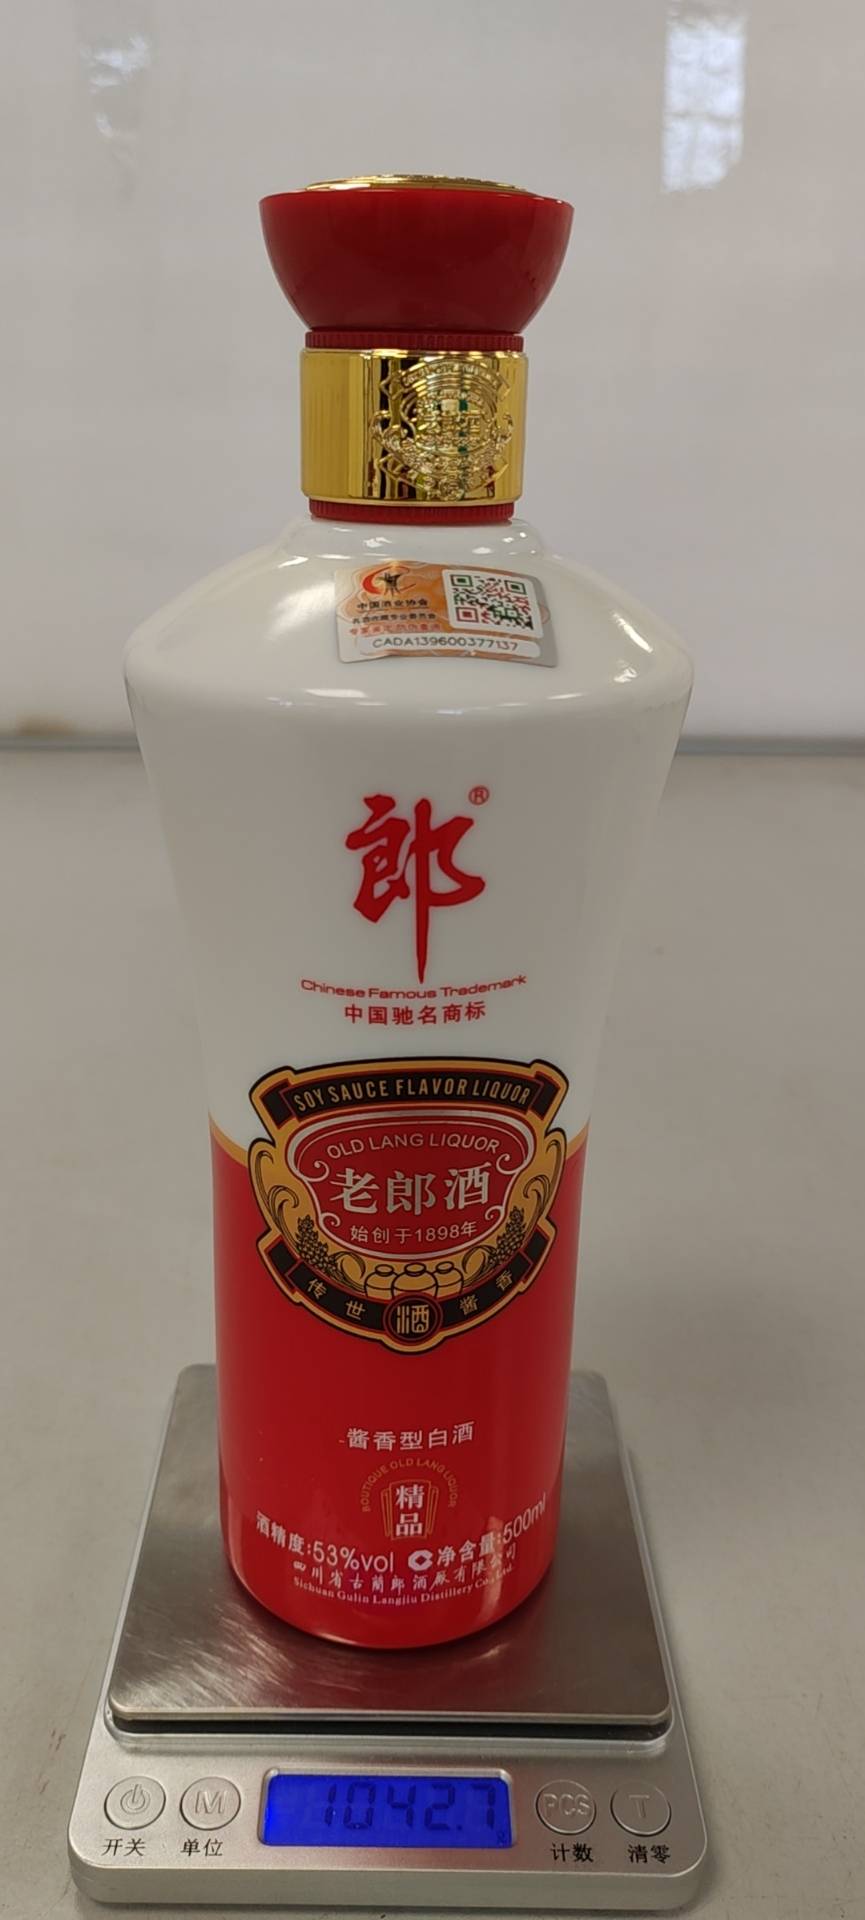 中国酒业协会
CADA139600377137
郎®
Chinese Famous Trademark
中国驰名商标
SOY SAUCE FLAVOR LIQUOR
OLD LANG LIQUOR
老郎酒
始创于1898年
传世 酒 酱香
酱香型白酒
BOUTIQUE OLD LANG LIQUOR
精品
酒精度:53%vol C净含量:500ml
四川省古蔺郎酒厂有限公司
Sichuan Gulin Langjiu Distillery Co., Ltd.
1042.7
M PCS T
开关 单位 计数 清零